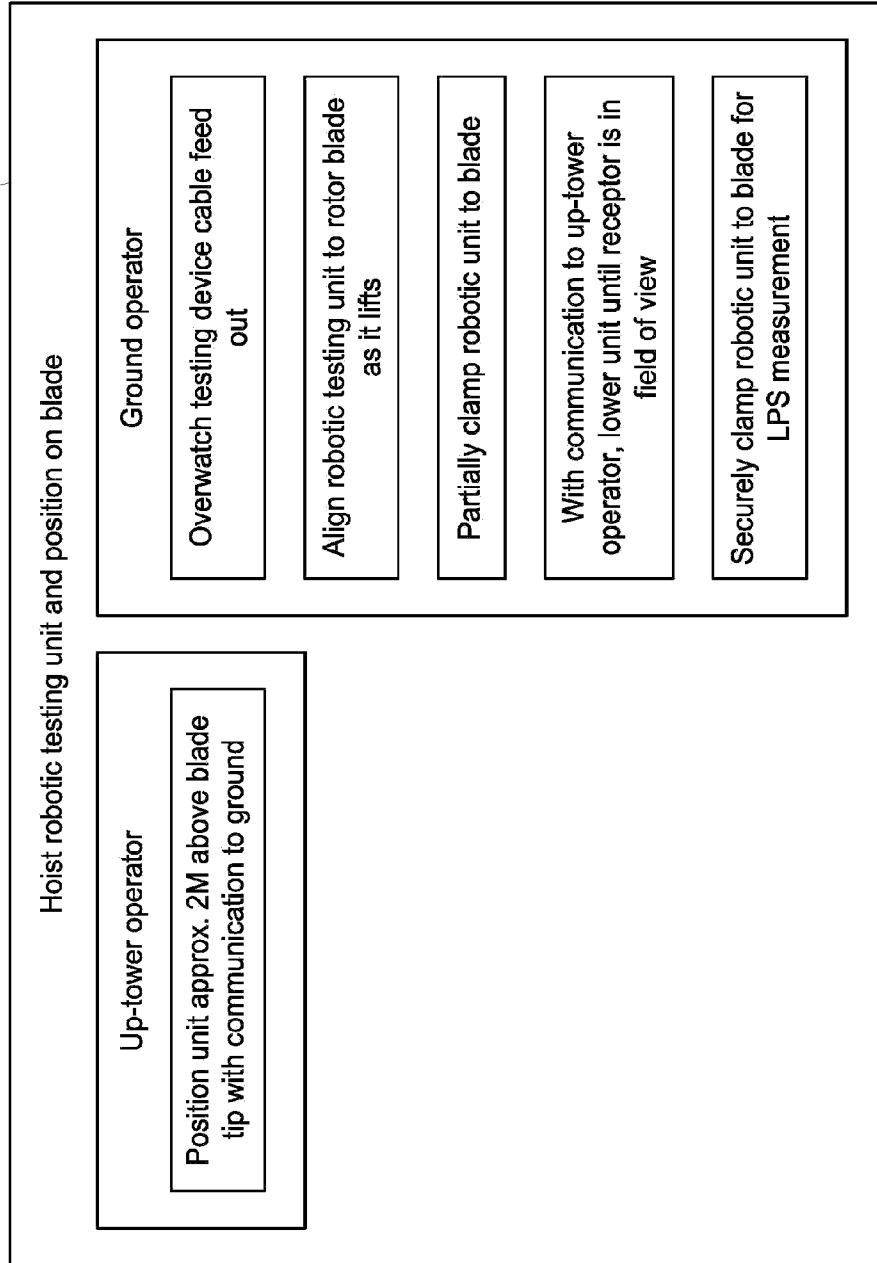 Hoist robotic testing unit and position on blade
Up-tower operator
Position unit approx. 2M above blade
tip with communication to ground
Ground operator
Overwatch testing device cable feed
out
Align robotic testing unit to rotor blade
as it lifts
Partially clamp robotic unit to blade
With communication to up-tower
operator, lower unit until receptor is in
field of view
Securely clamp robotic unit to blade for
LPS measurement